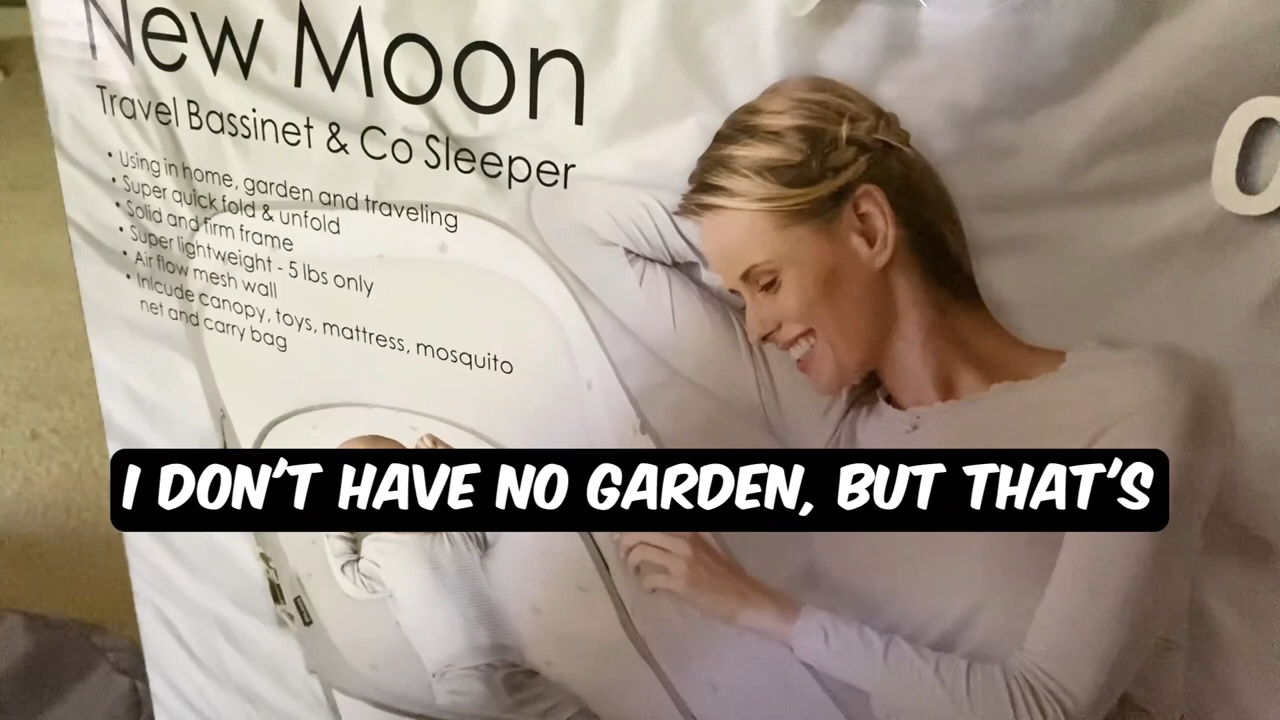 New Moon
Travel Bassinet & Co Sleeper
• Using in home, garden and traveling
• Super quick fold & unfold
• Solid and firm frame
• Super lightweight - 5 lbs only
• Air flow mesh wall
• Inlcude canopy, toys, mattress, mosquito
net and carry bag
I DON'T HAVE NO GARDEN, BUT THAT'S